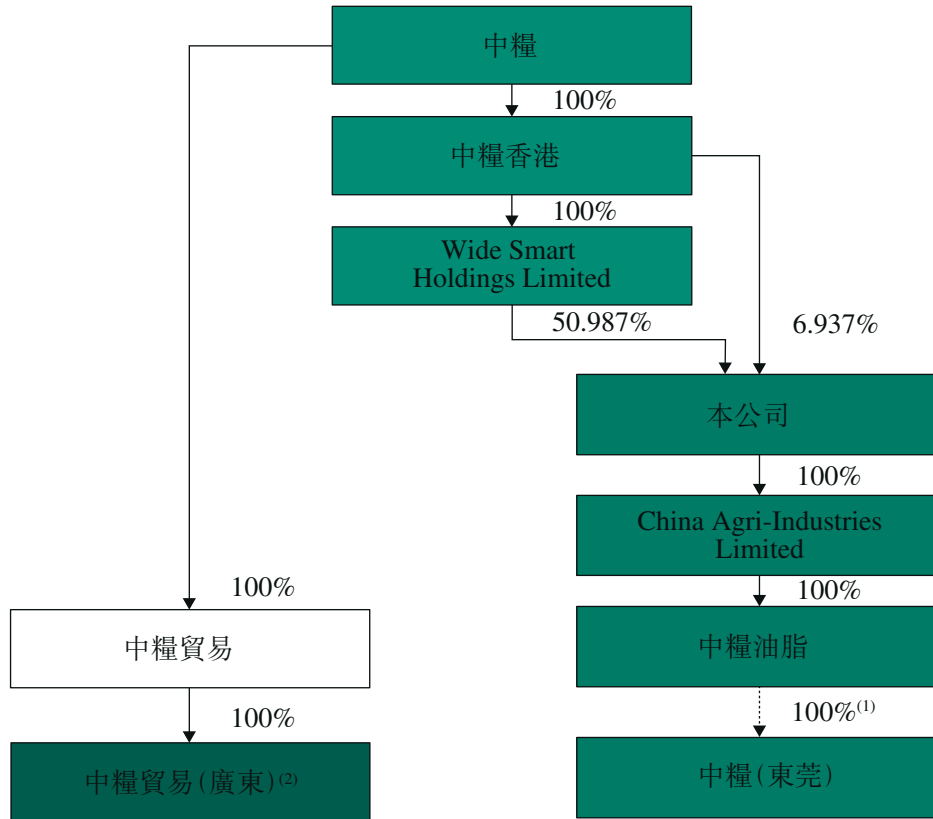 中糧
100%
中糧香港
100%
Wide Smart
Holdings Limited
50.987%
6.937%
本公司
100%
China Agri-Industries
Limited
100%
100%
中糧貿易
中糧油脂
100%
100%(1)
中糧貿易(廣東)(2)
中糧(東莞)